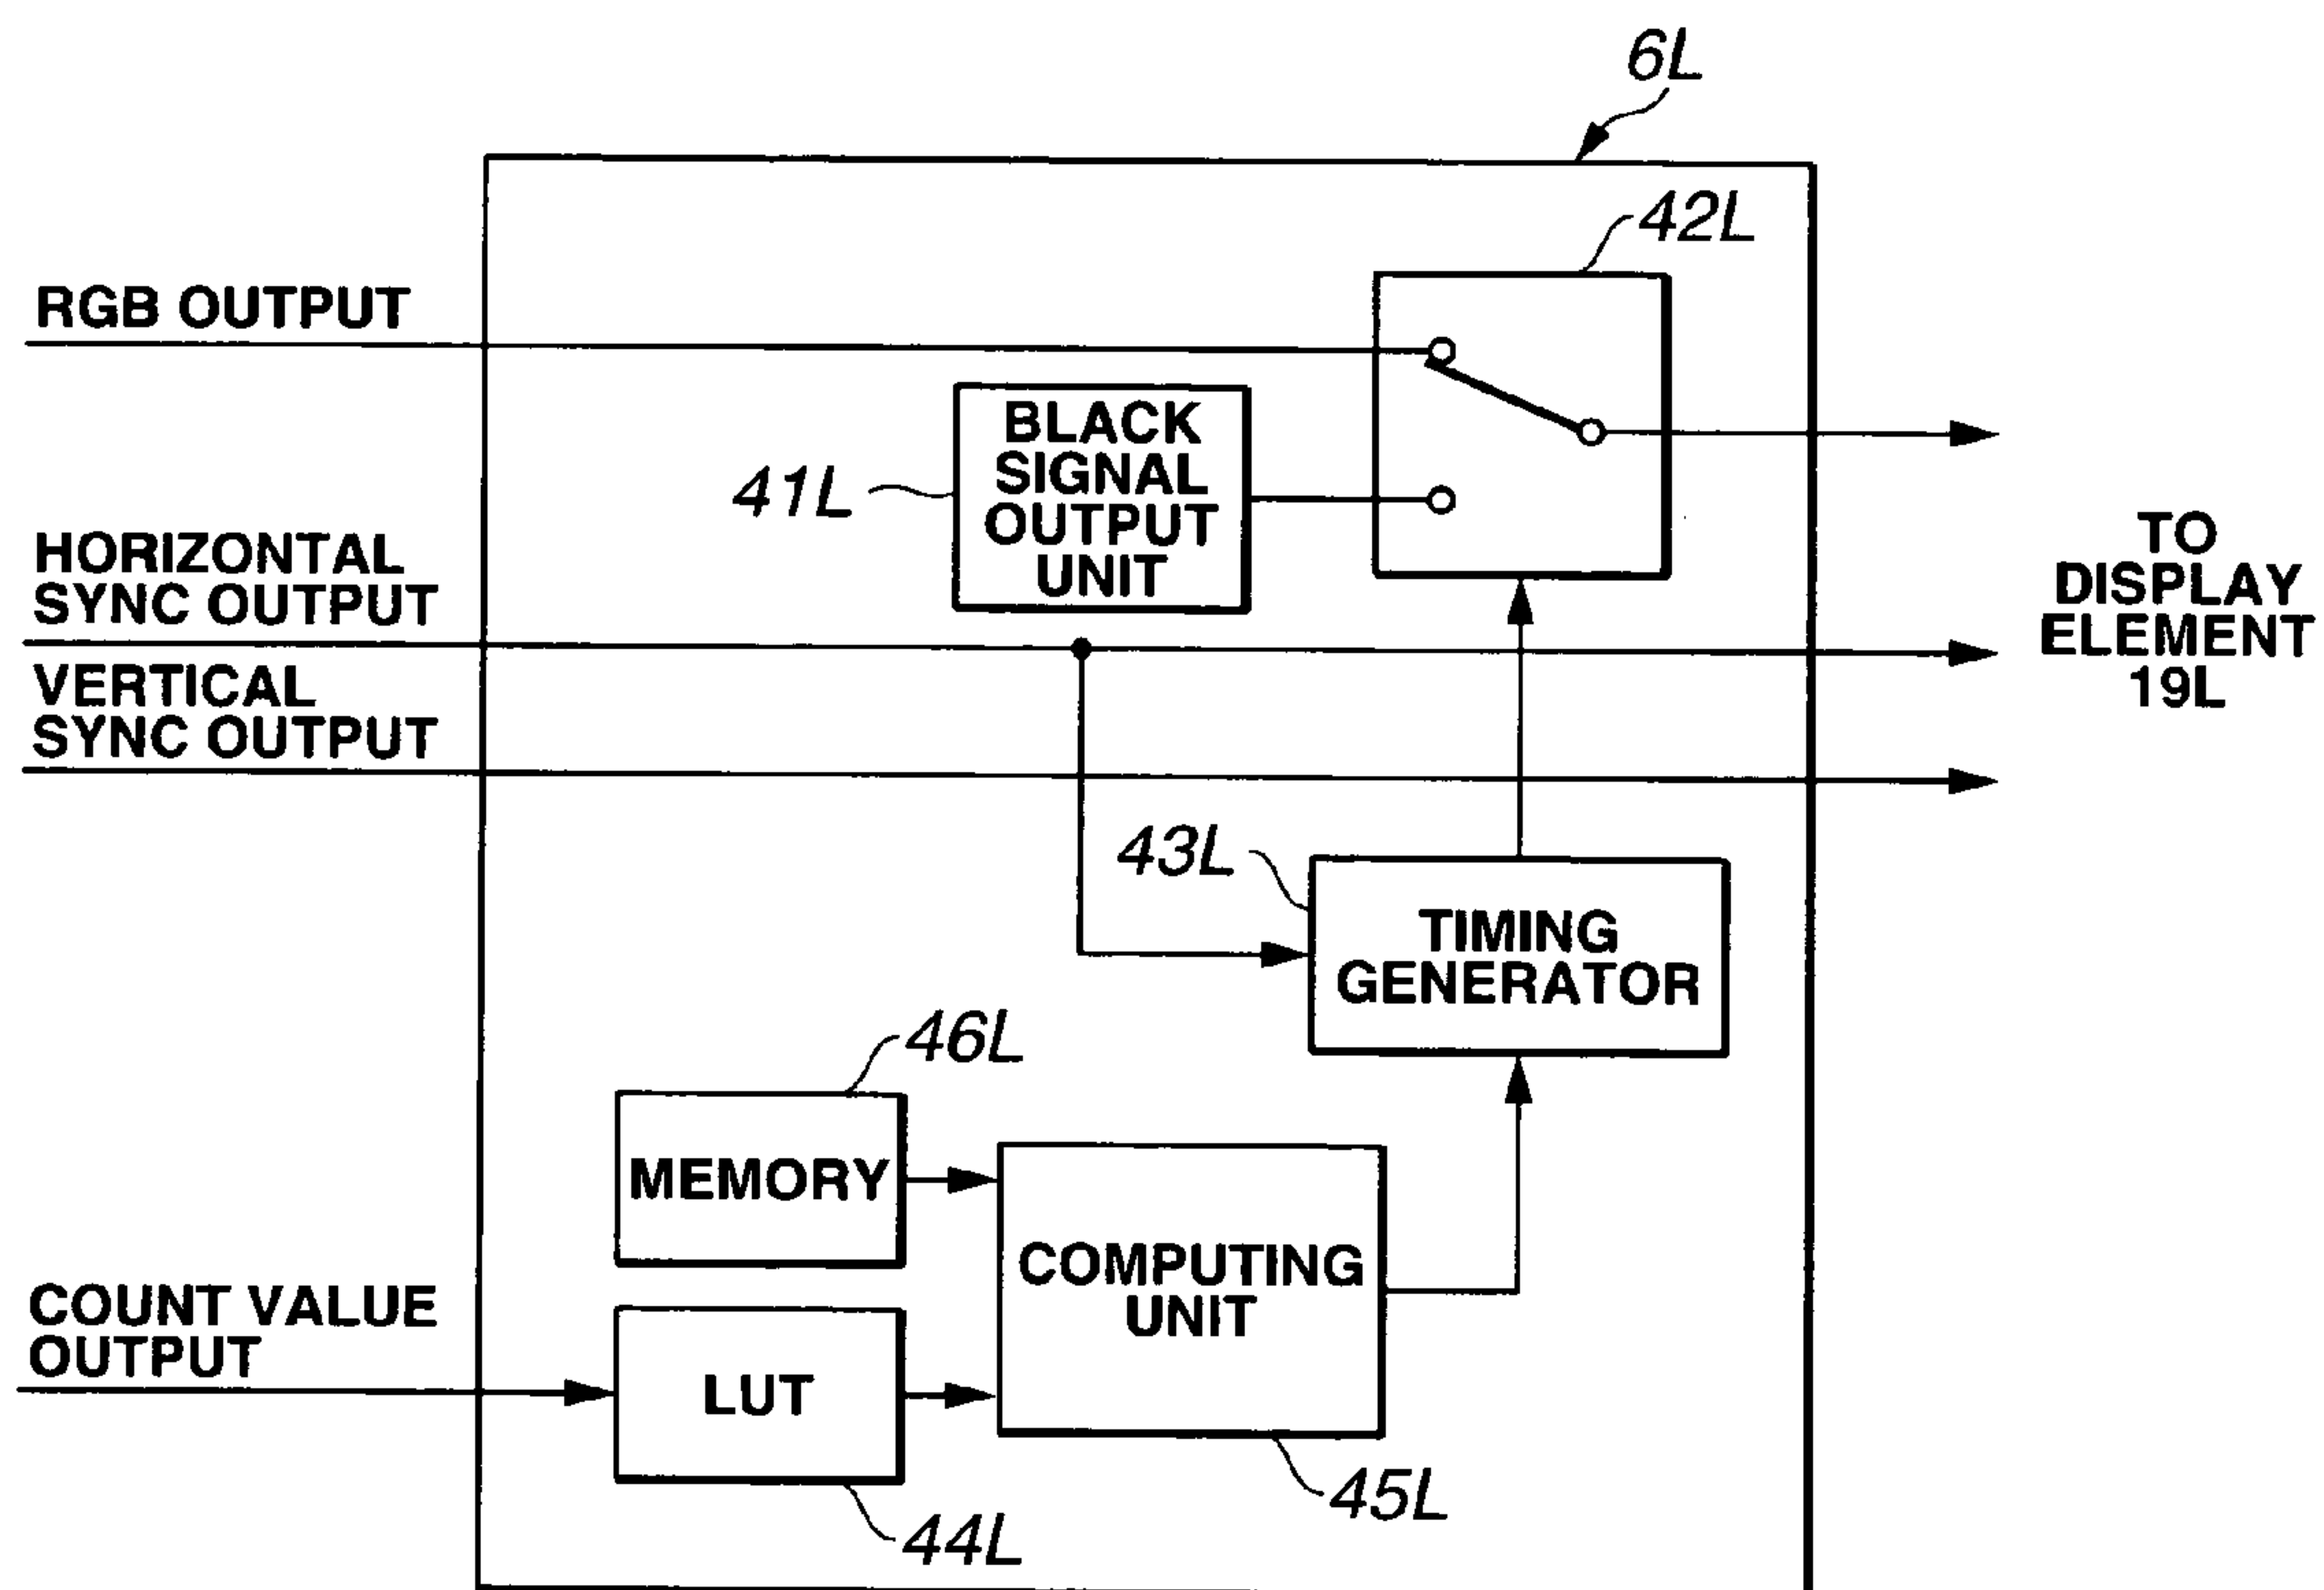 6L
42L
RGB OUTPUT
BLACK
SIGNAL
OUTPUT
UNIT
41L
HORIZONTAL
SYNC OUTPUT
TO
DISPLAY
ELEMENT
19L
VERTICAL
SYNC OUTPUT
43L
TIMING
GENERATOR
46L
MEMORY
COMPUTING
UNIT
COUNT VALUE
OUTPUT
LUT
45L
44L